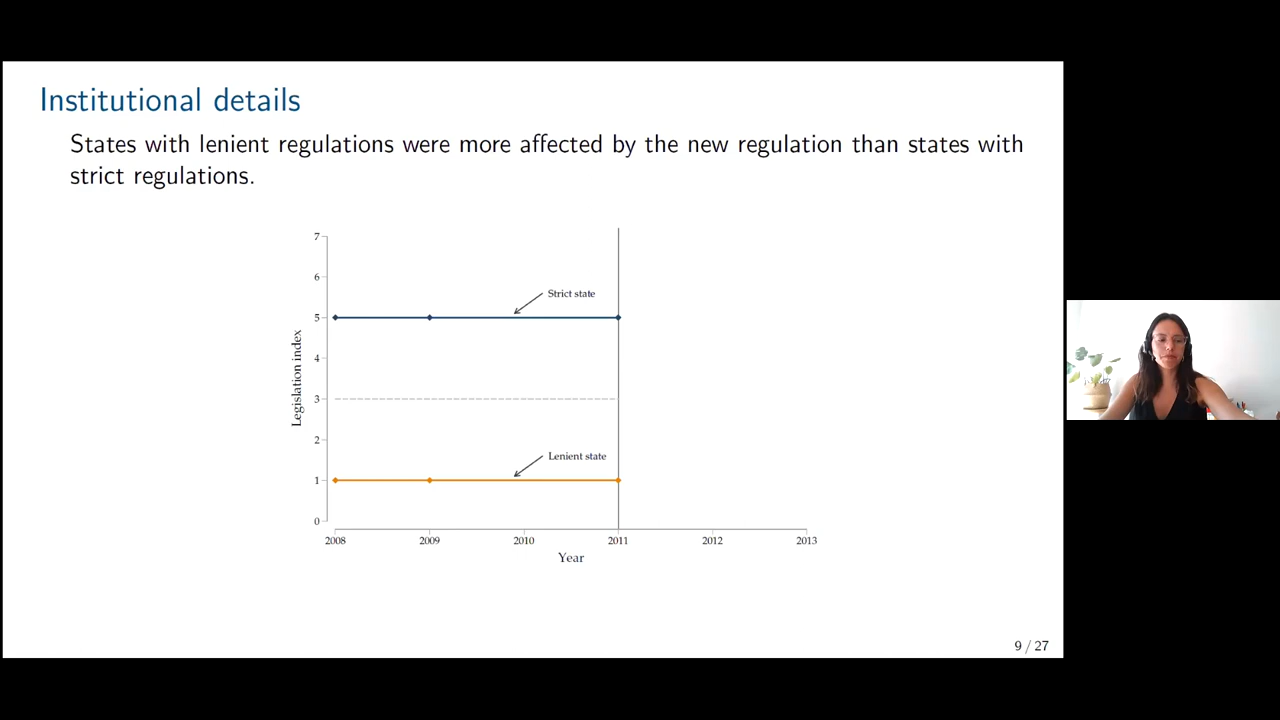 Institutional details
States with lenient regulations were more affected by the new regulation than states with
strict regulations.
7
6
5
4
3
2
1
0
Legislation index
Strict state
Lenient state
2008 2009 2010 2011 2012 2013
Year
9 / 27